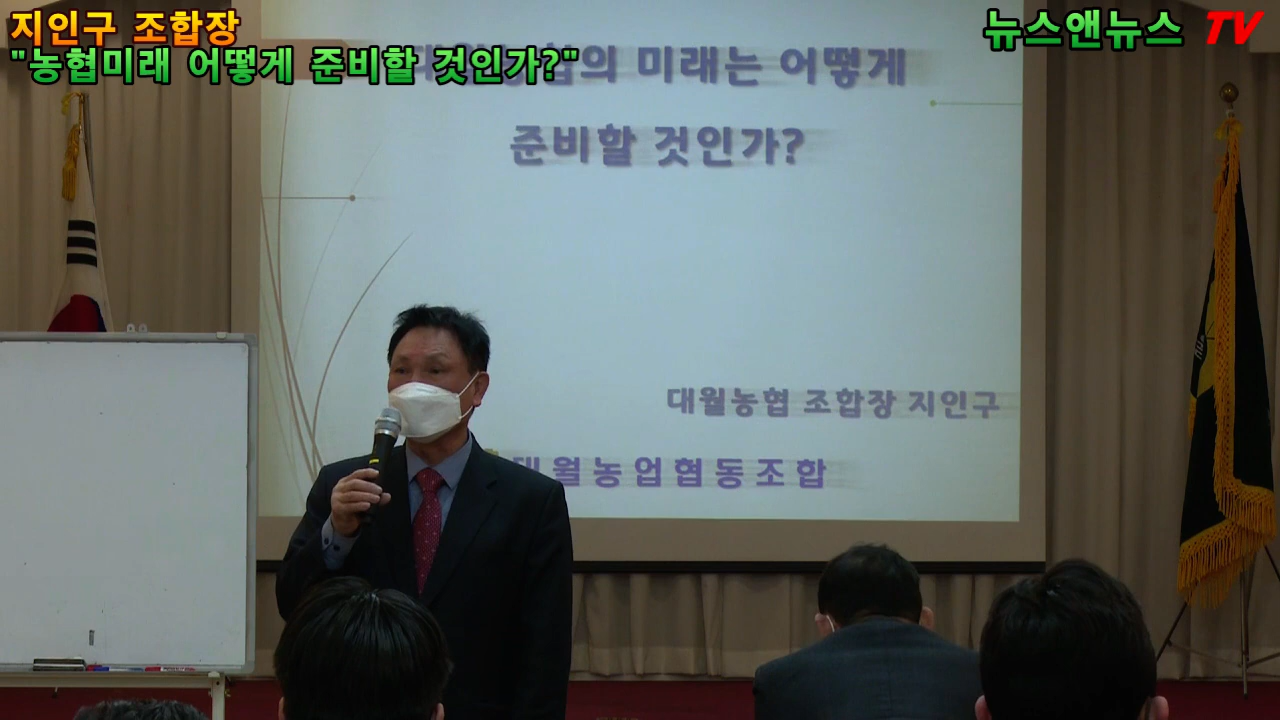 지인구 조합장
뉴스앤뉴스 TV
"농협미래 어떻게 준비할 것인가?"
미래는 어떻게
준비할 것인가?
대월농협 조합장 지인구
대월농업협동조합